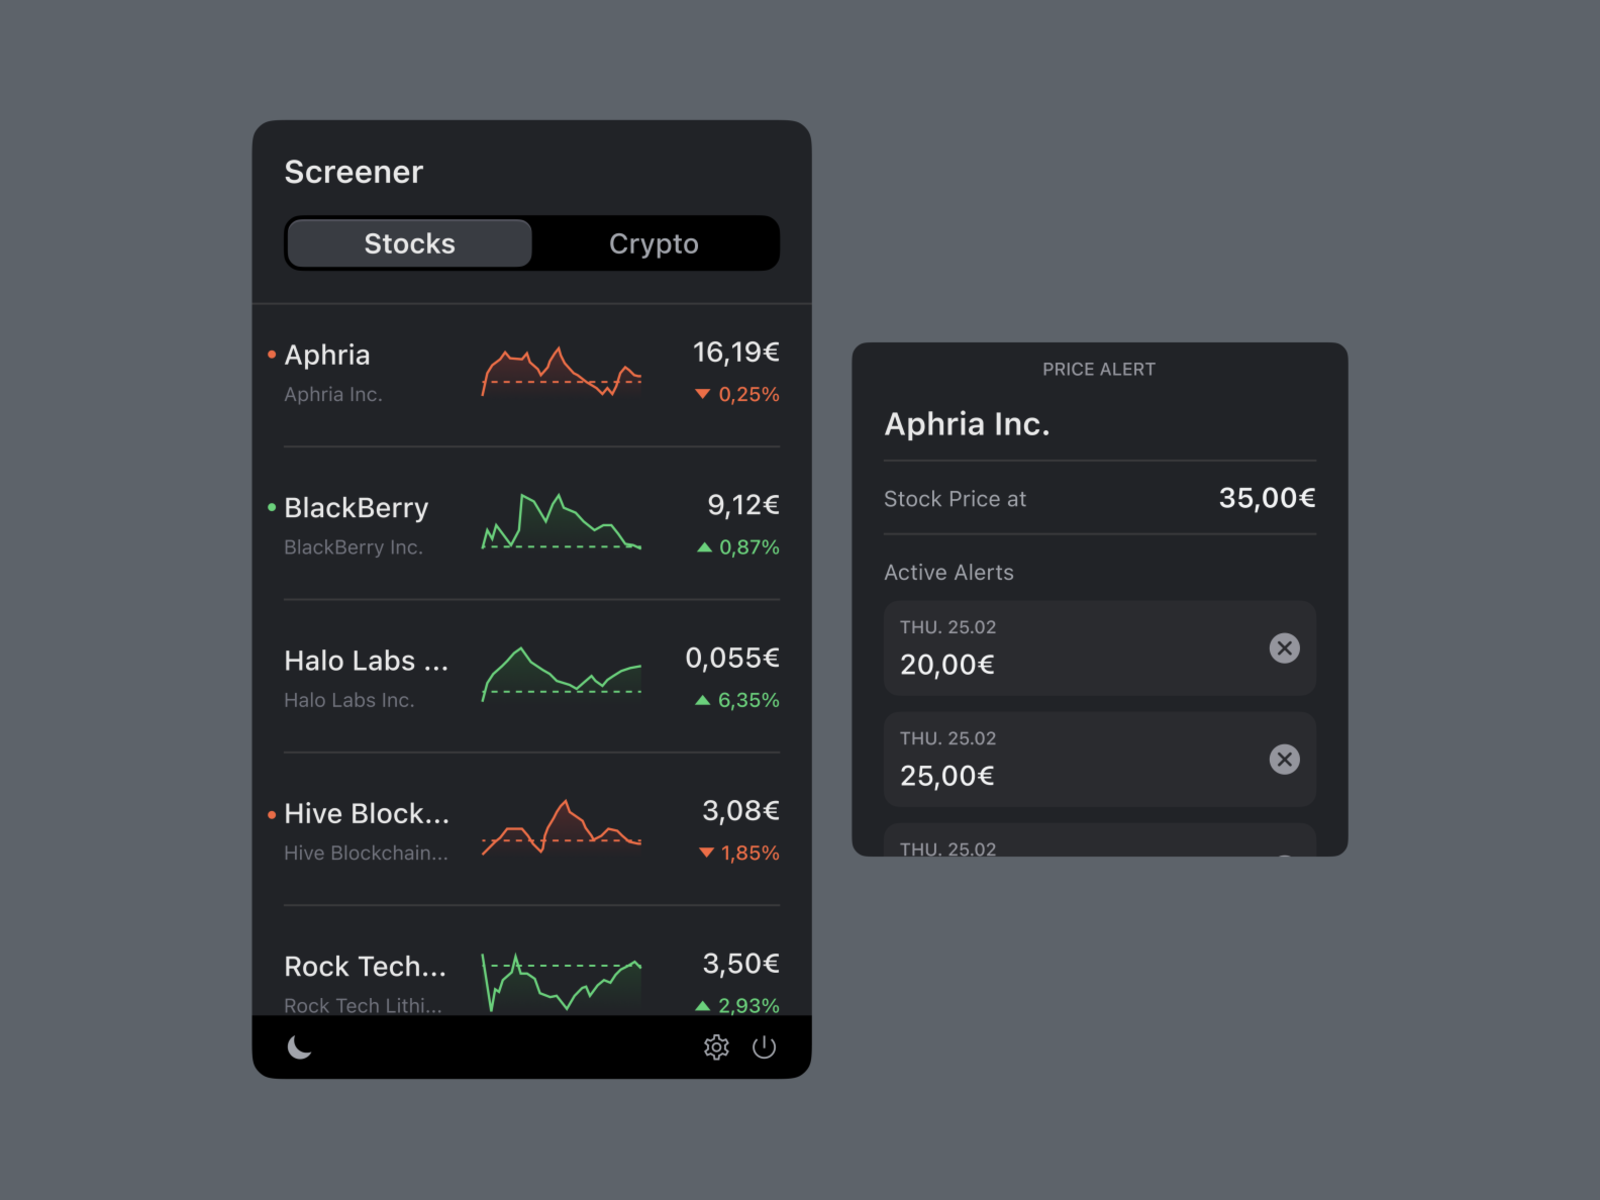 Screener
Stocks
Crypto
Aphria
Aphria Inc.
16,19€
0,25%
BlackBerry
BlackBerry Inc.
9,12€
0,87%
Halo Labs ...
Halo Labs Inc.
0,055€
6,35%
Hive Block...
Hive Blockchain...
3,08€
1,85%
Rock Tech...
Rock Tech Lithi...
3,50€
2,93%
PRICE ALERT
Aphria Inc.
Stock Price at
35,00€
Active Alerts
THU. 25.02
20,00€
THU. 25.02
25,00€
THU. 25.02